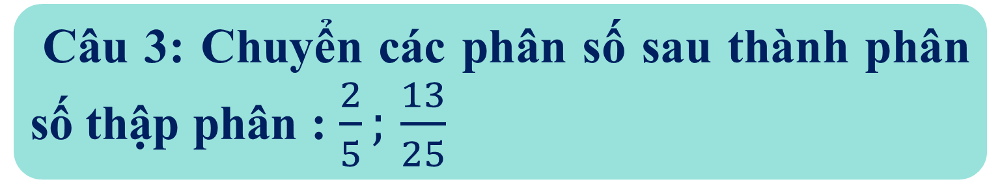 Câu 3: Chuyển các phân số sau thành phân
số thập phân : 2/5 ; 13/25